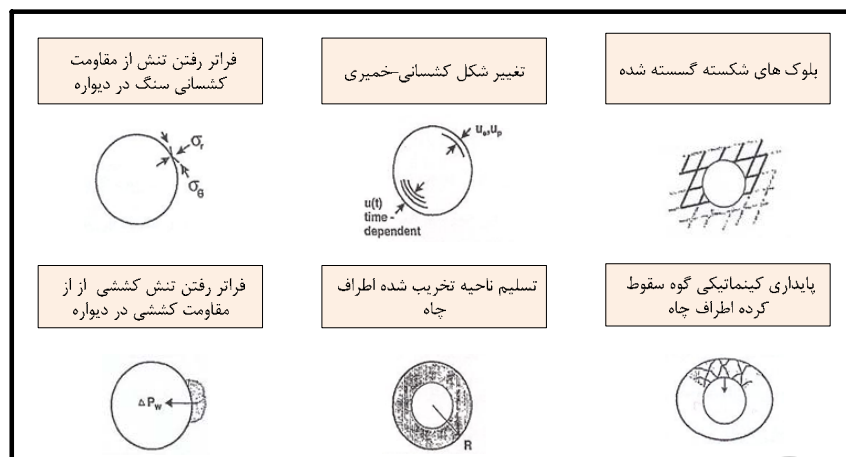 بلوک های شکسته گسسته شده
تغییر شکل کشسانی-خمیری
فراتر رفتن تنش از مقاومت
کشسانی سنگ در دیواره
σr
σθ
ue,up
u(t)
time -
dependent
پایداری کینماتیکی گوه سقوط
کرده اطراف چاه
تسلیم ناحیه تخریب شده اطراف
چاه
فراتر رفتن تنش کششی از از
مقاومت کششی در دیواره
ΔPw
R